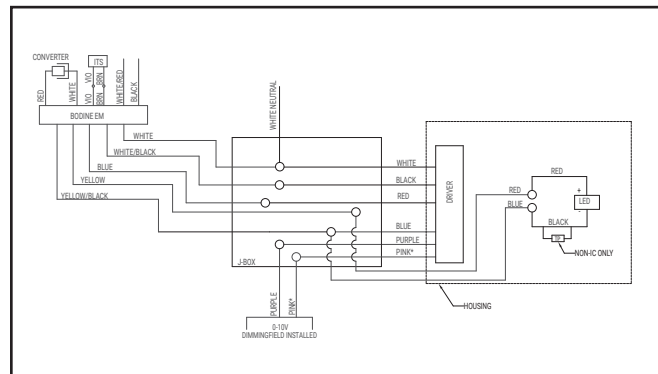 CONVERTER
ITS
RED
WHITE
VIO
BRN
VIO
BRN
WHITE/RED
BLACK
BODINE EM
WHITE
WHITE/BLACK
BLUE
YELLOW
YELLOW/BLACK
WHITE NEUTRAL
WHITE
BLACK
RED
BLUE
PURPLE
PINK*
J-BOX
DRIVER
RED
BLUE
RED
+
LED
-
BLACK
TP
NON-IC ONLY
HOUSING
PURPLE
PINK*
0-10V
DIMMINGFIELD INSTALLED